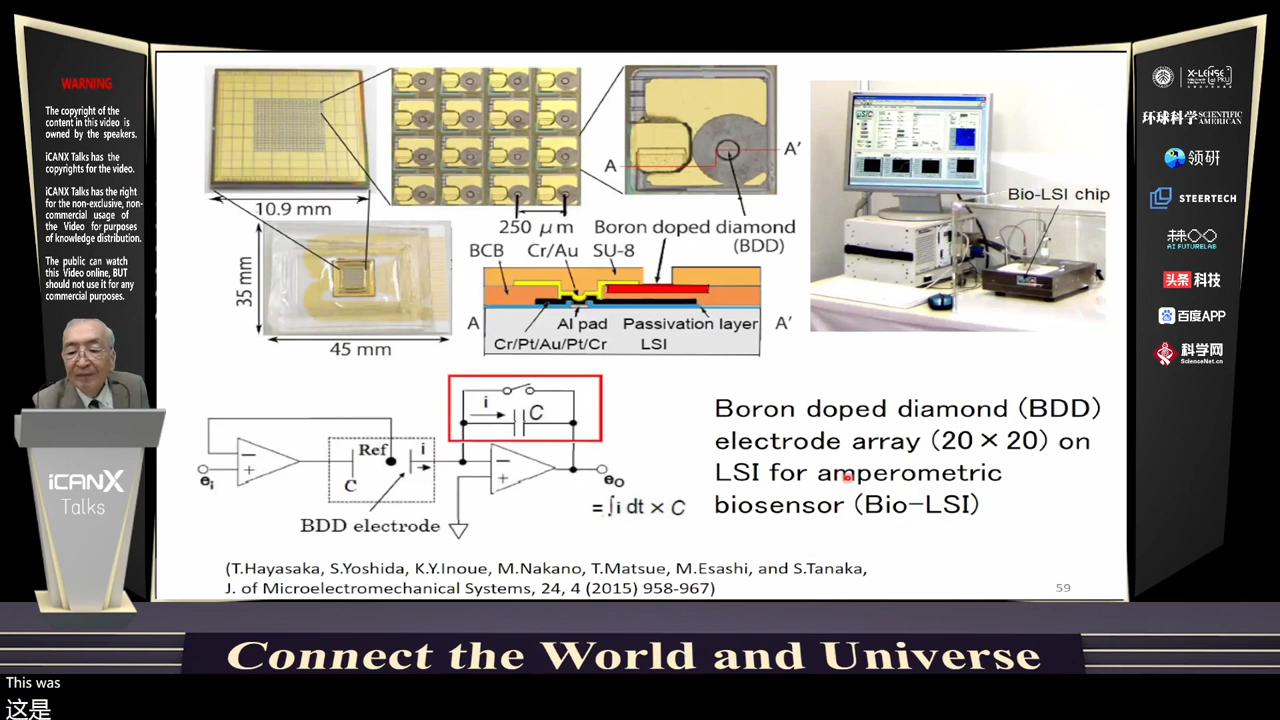 WARNING
The copyright of the
content in this video is
owned by the speakers.
iCANX Talks has the
copyrights for the video.
iCANX Talks has the right
for the non-exclusive, non-
commercial usage of
the Video for purposes
of knowledge distribution.
The public can watch
this Video online, BUT
should not use it for any
commercial purposes.
iCANX
Talks
10.9 mm
250 μm
35 mm
45 mm
A
A'
Boron doped diamond
(BDD)
BCB
Cr/Au
SU-8
A
Al pad
Passivation layer
A'
Cr/Pt/Au/Pt/Cr
LSI
Bio-LSI chip
i
C
Ref
i
−
+
ei
C
−
+
eo
BDD electrode
=∫i dt × C
Boron doped diamond (BDD)
electrode array (20×20) on
LSI for amperometric
biosensor (Bio-LSI)
(T.Hayasaka, S.Yoshida, K.Y.Inoue, M.Nakano, T.Matsue, M.Esashi, and S.Tanaka,
J. of Microelectromechanical Systems, 24, 4 (2015) 958-967)
59
X-LENSE
环球科学 SCIENTIFIC AMERICAN
领研
STEERTECH
AI FUTURELAB
头条 科技
百度APP
科学网
ScienceNet.cn
Connect the World and Universe
This was
这是